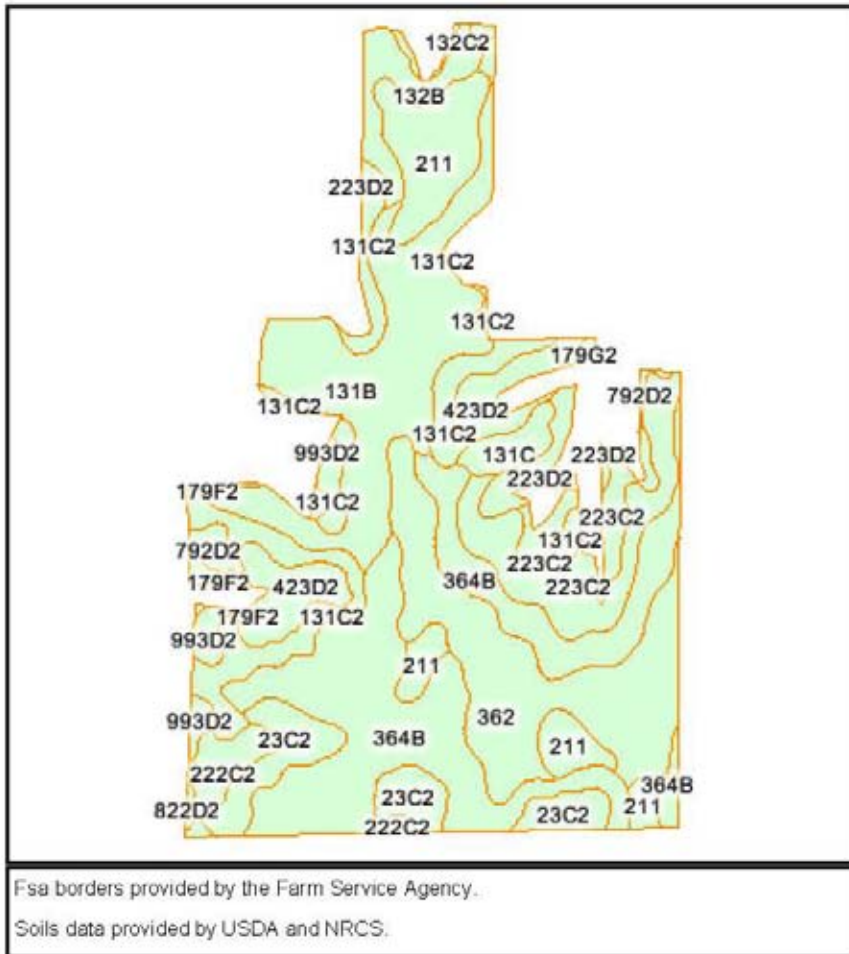 132C2
132B
211
223D2
131C2
131C2
131C2
179G2
131B
792D2
131C2
423D2
131C2
993D2
131C
223D2
223D2
179F2
131C2
223C2
131C2
792D2
223C2
179F2
423D2
364B
223C2
179F2
131C2
993D2
211
993D2
362
23C2
364B
211
222C2
364B
23C2
211
822D2
23C2
222C2
Fsa borders provided by the Farm Service Agency.
Soils data provided by USDA and NRCS.